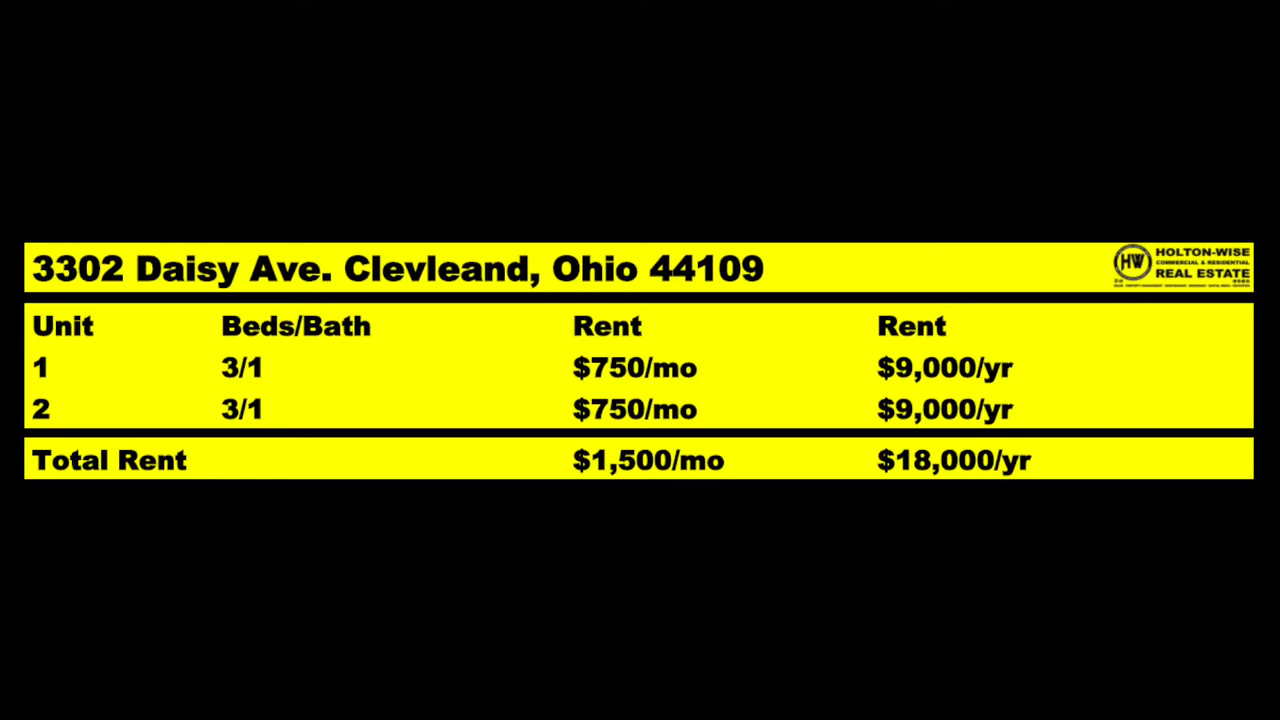 3302 Daisy Ave. Clevleand, Ohio 44109
HOLTON-WISE
COMMERCIAL & RESIDENTIAL
REAL ESTATE
HW
Unit Beds/Bath Rent Rent
1 3/1 $750/mo $9,000/yr
2 3/1 $750/mo $9,000/yr
Total Rent $1,500/mo $18,000/yr